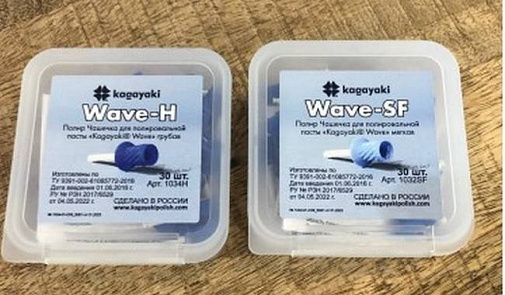 kagayaki
Wave-H
Полир Чашечка для полировальной
пасты «Kagayaki® Wave» грубая
30 шт.
Арт. 1034H
Изготовлены по
ТУ 9391-002-61085772-2016
Дата введения 01.06.2016 г.
РУ № РЗН 2017/6529
от 04.05.2022 г.
СДЕЛАНО В РОССИИ
www.kagayakipolish.com
kagayaki
Wave-SF
Полир Чашечка для полировальной
пасты «Kagayaki® Wave» мягкая
30 шт.
Арт. 1032SF
Изготовлены по
ТУ 9391-002-61085772-2016
Дата введения 01.06.2016 г.
РУ № РЗН 2017/6529
от 04.05.2022 г.
СДЕЛАНО В РОССИИ
www.kagayakipolish.com